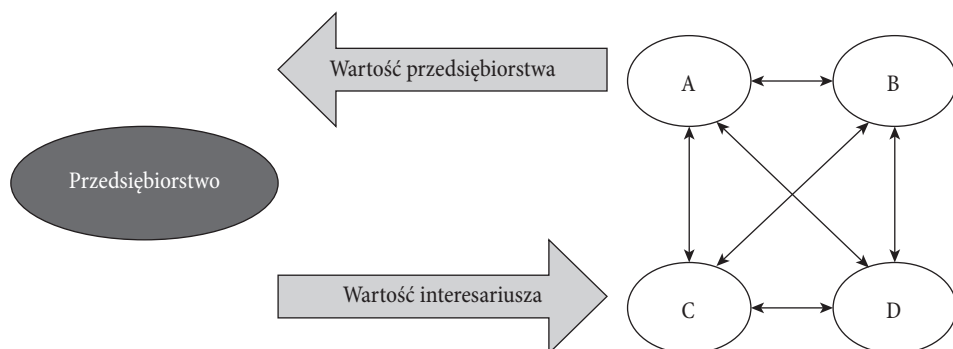 Wartość przedsiębiorstwa
A
B
Przedsiębiorstwo
Wartość interesariusza
C
D